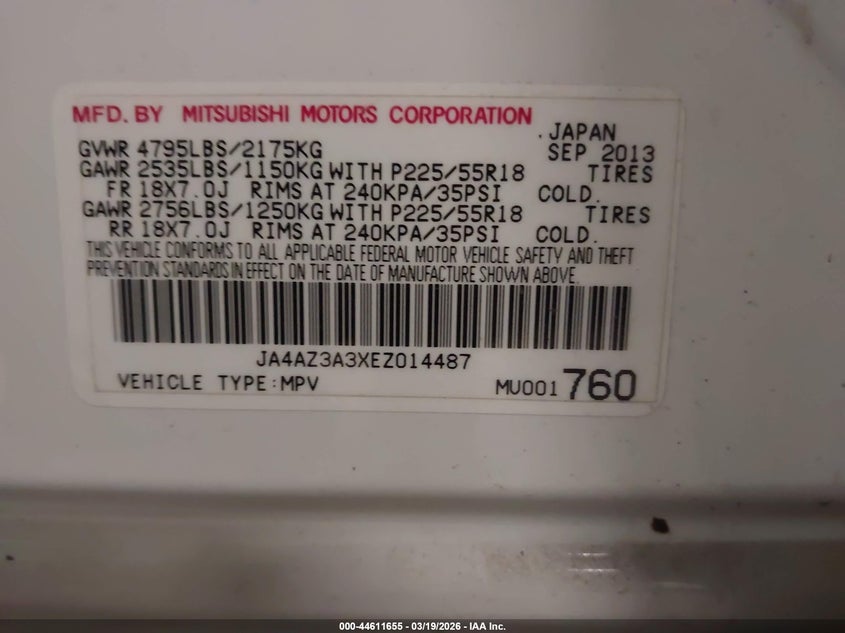 MFD. BY MITSUBISHI MOTORS CORPORATION
.JAPAN
GVWR 4795LBS/2175KG SEP 2013
GAWR 2535LBS/1150KG WITH P225/55R18 TIRES
FR 18X7.0J RIMS AT 240KPA/35PSI COLD.
GAWR 2756LBS/1250KG WITH P225/55R18 TIRES
RR 18X7.0J RIMS AT 240KPA/35PSI COLD.
THIS VEHICLE CONFORMS TO ALL APPLICABLE FEDERAL MOTOR VEHICLE SAFETY AND THEFT
PREVENTION STANDARDS IN EFFECT ON THE DATE OF MANUFACTURE SHOWN ABOVE.
JA4AZ3A3XEZ014487
VEHICLE TYPE:MPV MU001760
000-44611655 - 03/19/2026 - IAA Inc.